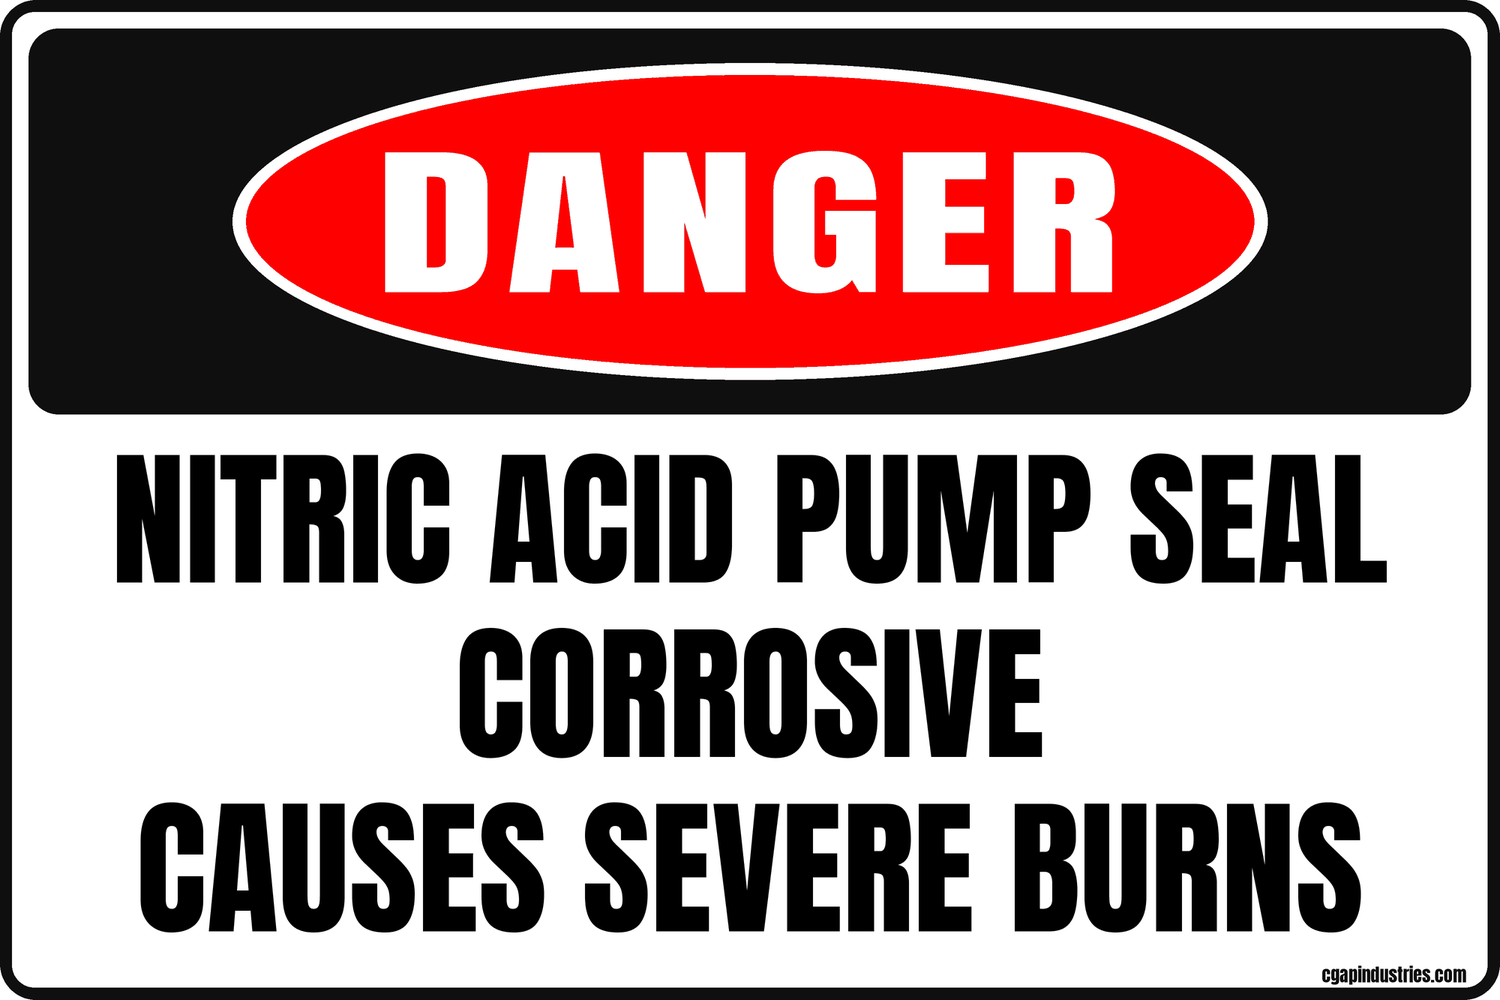 DANGER
NITRIC ACID PUMP SEAL
CORROSIVE
CAUSES SEVERE BURNS
cgapindustries.com